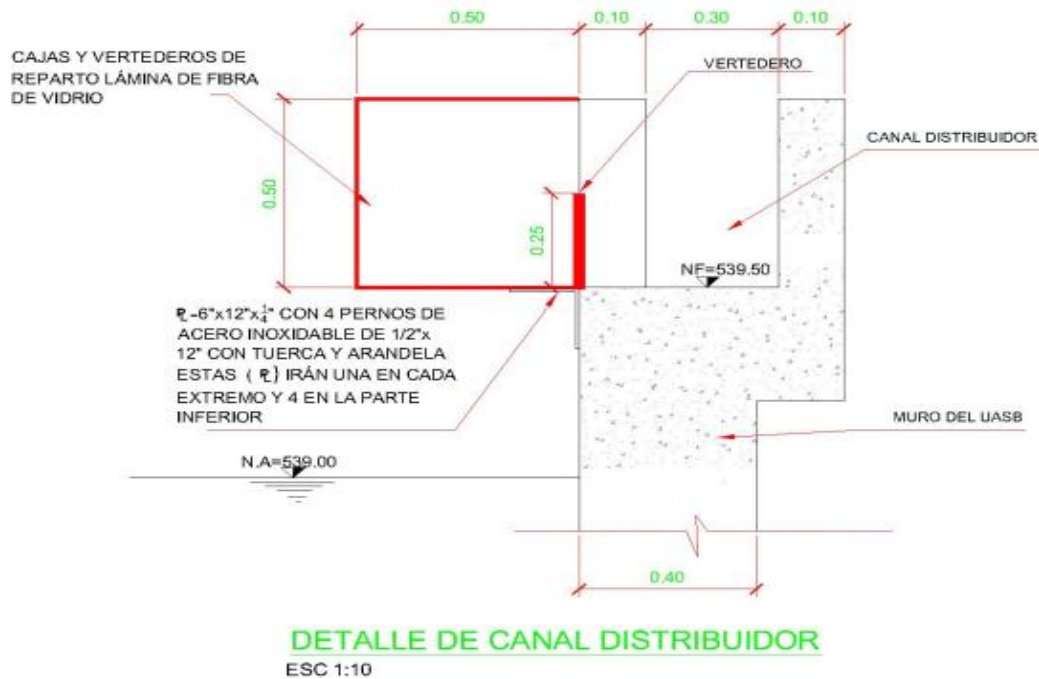 0.50
0.10
0.30
0.10
CAJAS Y VERTEDEROS DE
REPARTO LÁMINA DE FIBRA
DE VIDRIO
VERTEDERO
CANAL DISTRIBUIDOR
0.50
0.25
NF=539.50
℄-6"x12"x¼" CON 4 PERNOS DE
ACERO INOXIDABLE DE 1/2"x
12" CON TUERCA Y ARANDELA
ESTAS ( ℄} IRÁN UNA EN CADA
EXTREMO Y 4 EN LA PARTE
INFERIOR
MURO DEL UASB
N.A=539.00
0.40
DETALLE DE CANAL DISTRIBUIDOR
ESC 1:10